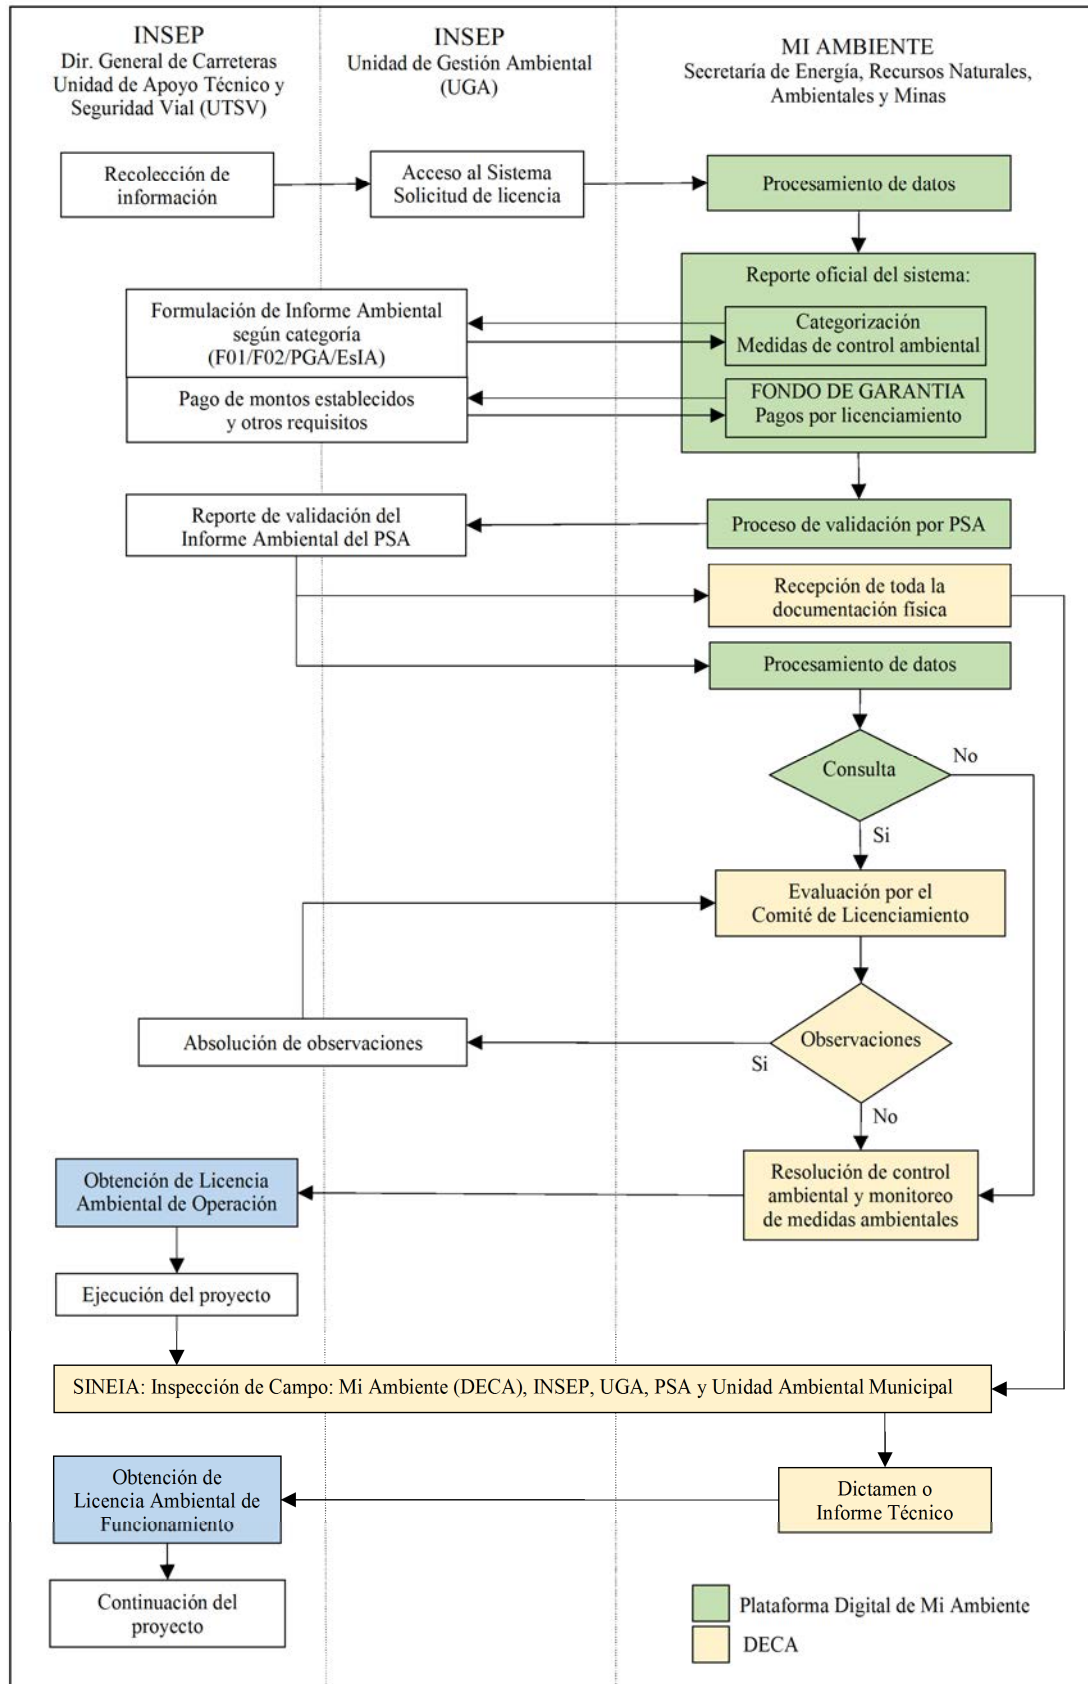 INSEP
Dir. General de Carreteras
Unidad de Apoyo Técnico y
Seguridad Vial (UTSV)
INSEP
Unidad de Gestión Ambiental
(UGA)
MI AMBIENTE
Secretaría de Energía, Recursos Naturales,
Ambientales y Minas
Recolección de
información
Acceso al Sistema
Solicitud de licencia
Procesamiento de datos
Reporte oficial del sistema:
Formulación de Informe Ambiental
según categoría
(F01/F02/PGA/EsIA)
Categorización
Medidas de control ambiental
Pago de montos establecidos
y otros requisitos
FONDO DE GARANTIA
Pagos por licenciamiento
Reporte de validación del
Informe Ambiental del PSA
Proceso de validación por PSA
Recepción de toda la
documentación física
Procesamiento de datos
Consulta
No
Si
Evaluación por el
Comité de Licenciamiento
Absolución de observaciones
Observaciones
Si
No
Obtención de Licencia
Ambiental de Operación
Resolución de control
ambiental y monitoreo
de medidas ambientales
Ejecución del proyecto
SINEIA: Inspección de Campo: Mi Ambiente (DECA), INSEP, UGA, PSA y Unidad Ambiental Municipal
Obtención de
Licencia Ambiental de
Funcionamiento
Dictamen o
Informe Técnico
Continuación del
proyecto
Plataforma Digital de Mi Ambiente
DECA